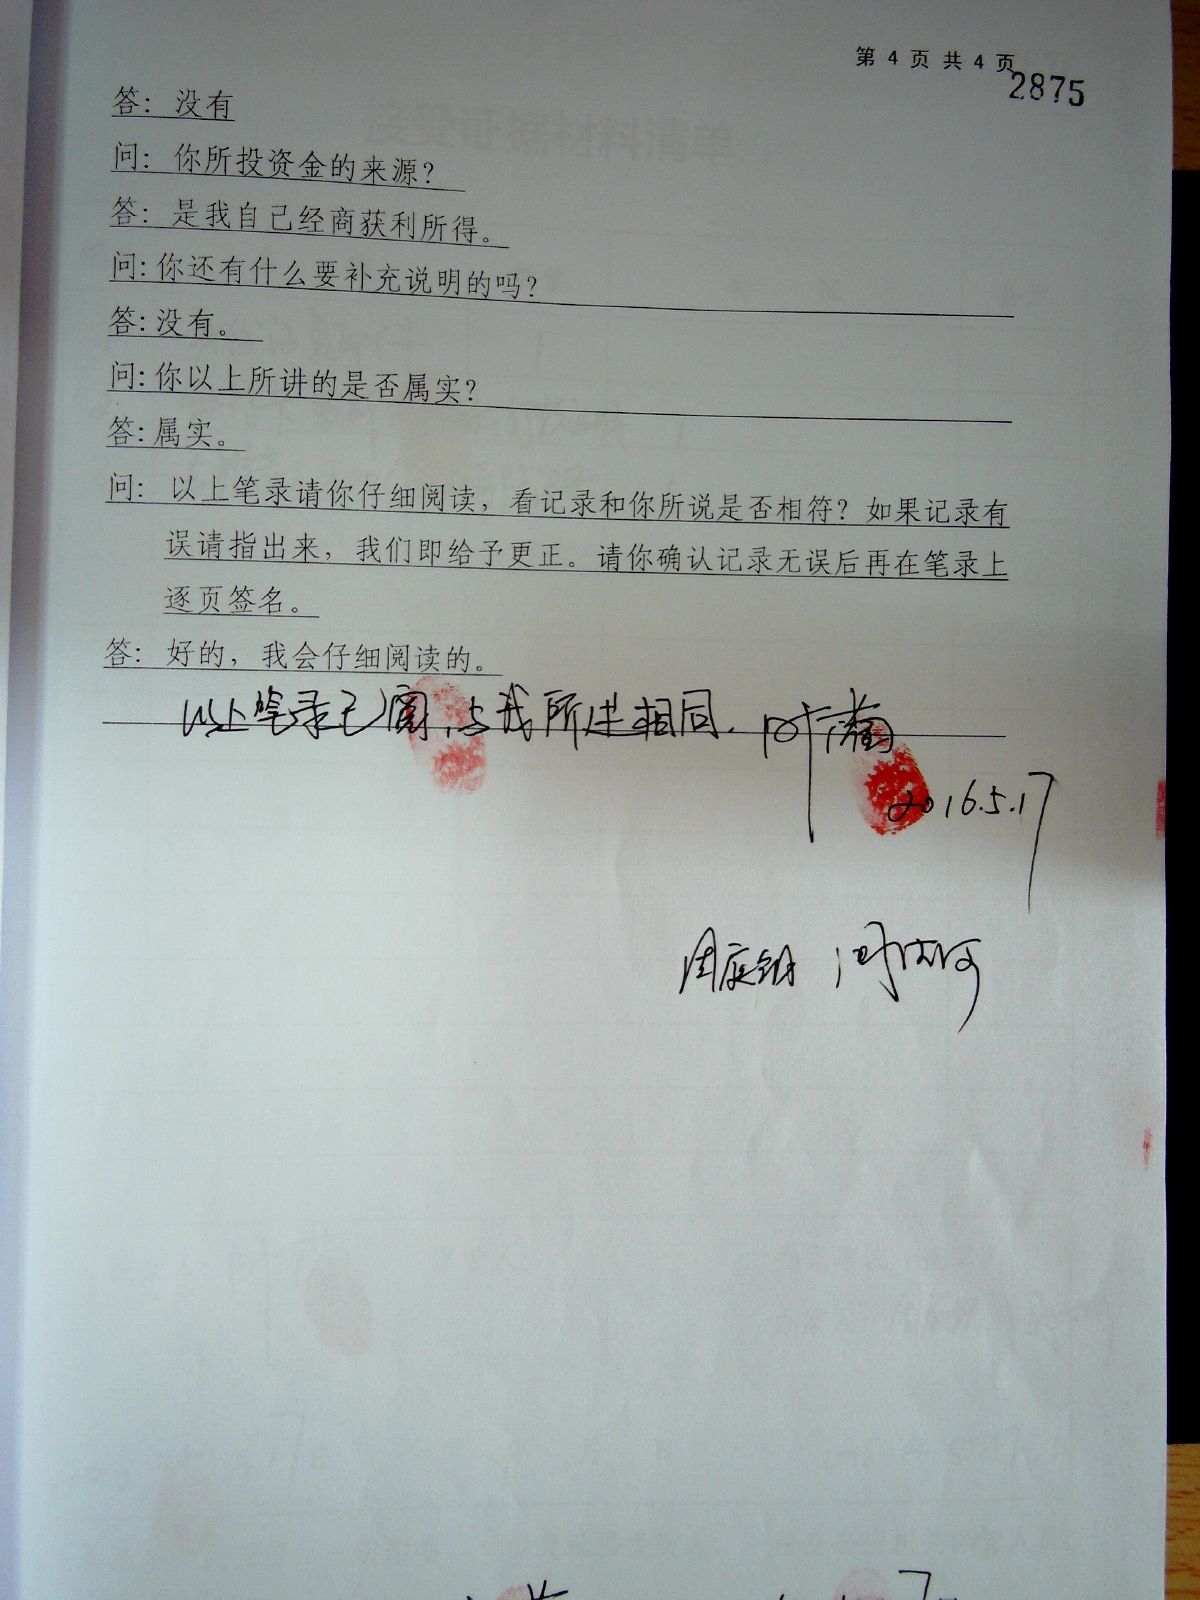 第 4 页 共 4 页
2875
答：没有
问：你所投资金的来源？
答：是我自己经商获利所得。
问:你还有什么要补充说明的吗？
答:没有。
问:你以上所讲的是否属实？
答:属实。
问：以上笔录请你仔细阅读，看记录和你所说是否相符？如果记录有
误请指出来，我们即给予更正。请你确认记录无误后再在笔录上
逐页签名。
答：好的，我会仔细阅读的。
以上笔录已阅，与我所述相同. 叶
2016.5.17